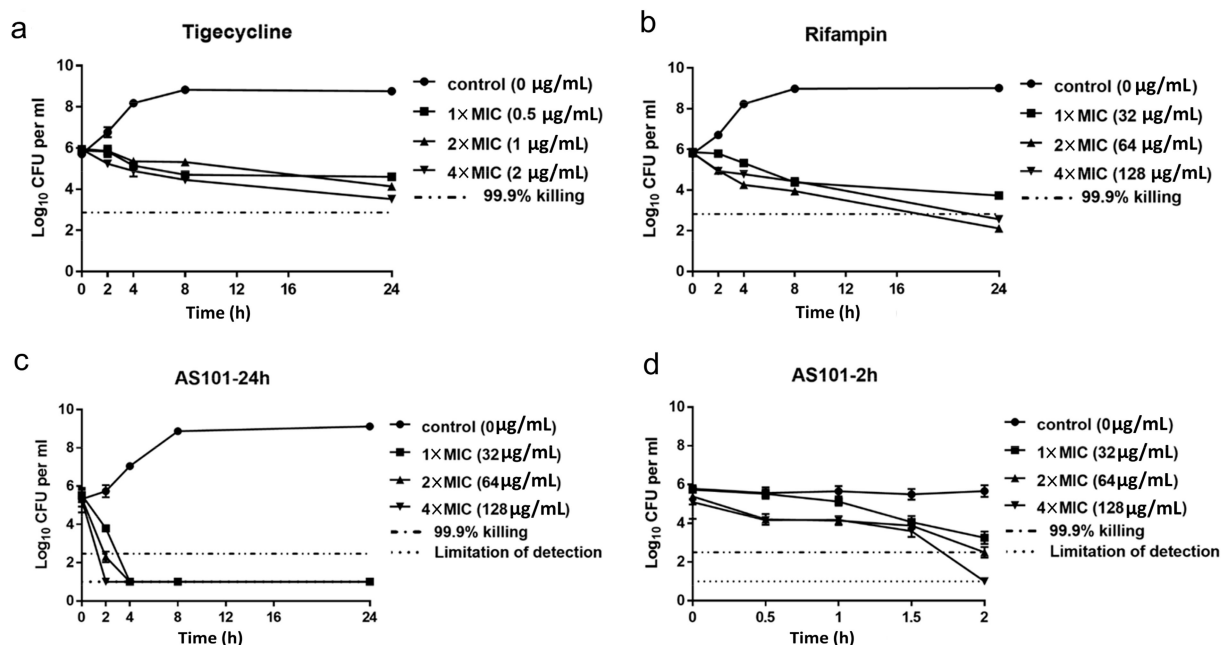 a
Tigecycline
Log₁₀ CFU per ml
10
8
6
4
2
0
0 2 4 8 12 16 24
Time (h)
control (0 µg/mL)
1×MIC (0.5 µg/mL)
2×MIC (1 µg/mL)
4×MIC (2 µg/mL)
99.9% killing
b
Rifampin
Log₁₀ CFU per ml
10
8
6
4
2
0
0 2 4 8 12 16 24
Time (h)
control (0 µg/mL)
1×MIC (32 µg/mL)
2×MIC (64 µg/mL)
4×MIC (128 µg/mL)
99.9% killing
c
AS101-24h
Log₁₀ CFU per ml
10
8
6
4
2
0
0 2 4 8 12 16 24
Time (h)
control (0µg/mL)
1×MIC (32µg/mL)
2×MIC (64µg/mL)
4×MIC (128µg/mL)
99.9% killing
Limitation of detection
d
AS101-2h
Log₁₀ CFU per ml
10
8
6
4
2
0
0 0.5 1 1.5 2
Time (h)
control (0µg/mL)
1×MIC (32µg/mL)
2×MIC (64µg/mL)
4×MIC (128µg/mL)
99.9% killing
Limitation of detection